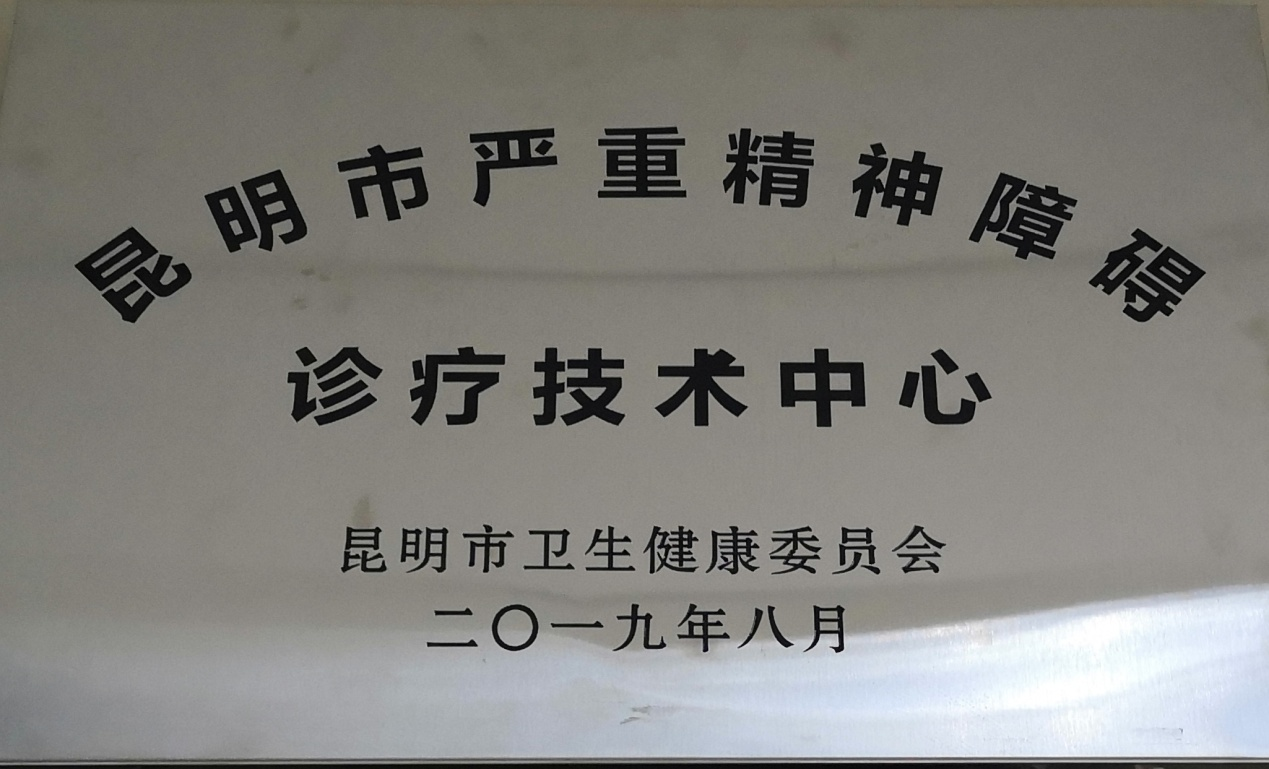 昆明市严重精神障碍
诊疗技术中心
昆明市卫生健康委员会
二〇一九年八月